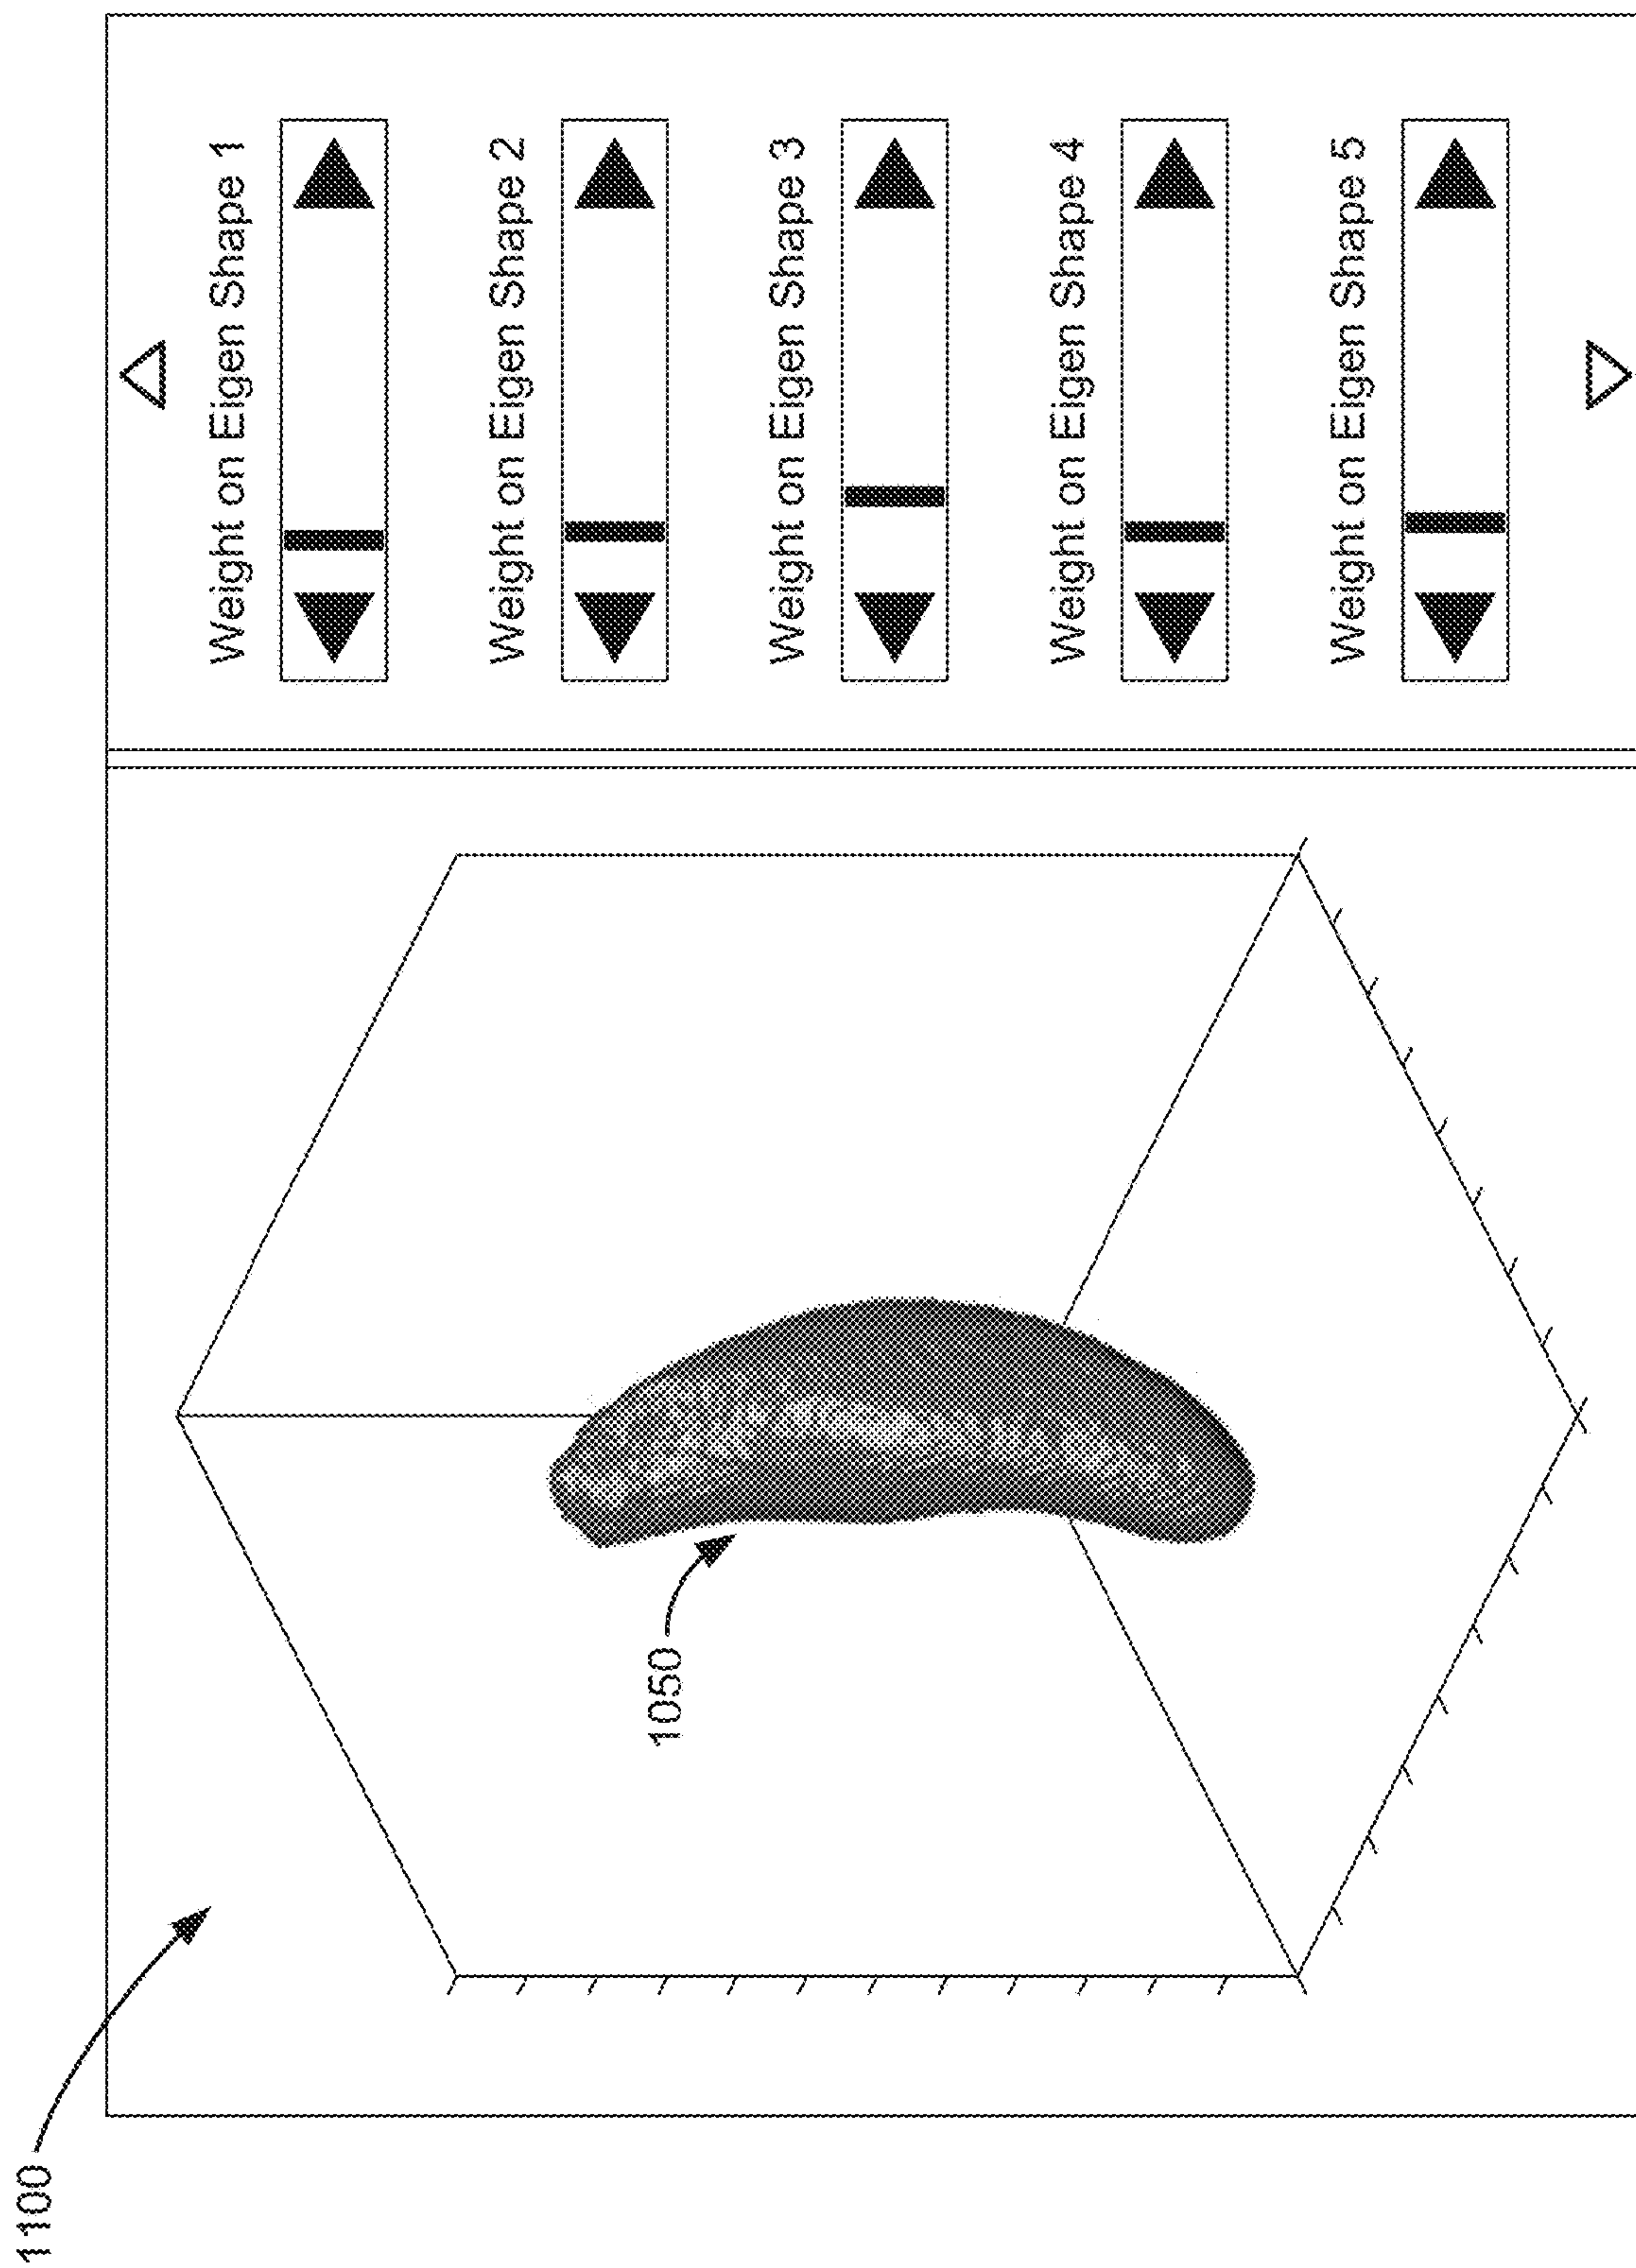 1100
1050
Weight on Eigen Shape 1
Weight on Eigen Shape 2
Weight on Eigen Shape 3
Weight on Eigen Shape 4
Weight on Eigen Shape 5